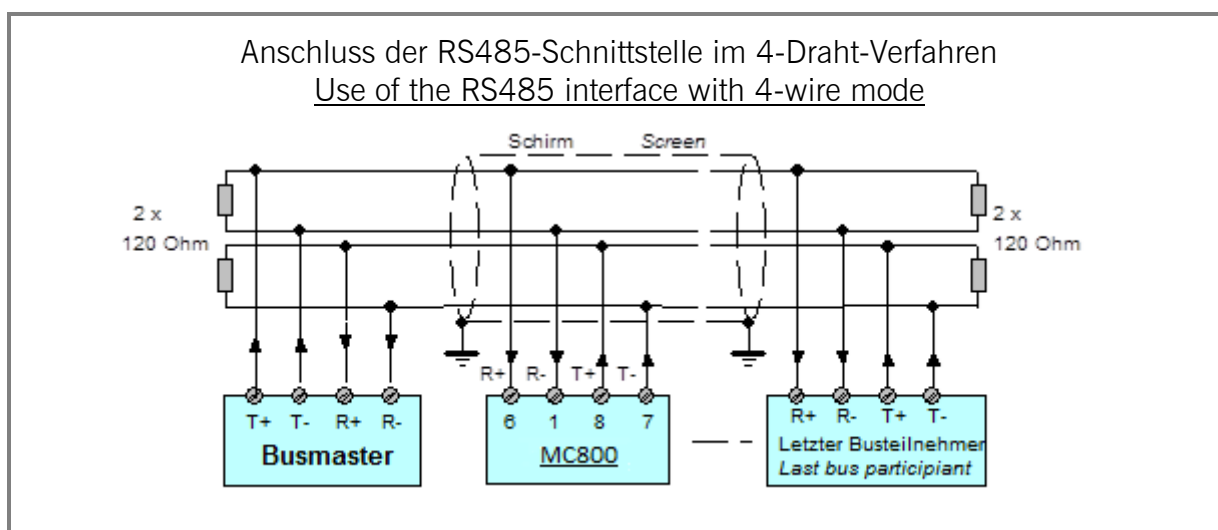 Anschluss der RS485-Schnittstelle im 4-Draht-Verfahren
Use of the RS485 interface with 4-wire mode
Schirm Screen
2 x
120 Ohm
2 x
120 Ohm
R+ R- T+ T-
T+ T- R+ R-
Busmaster
6 1 8 7
MC800
R+ R- T+ T-
Letzter Busteilnehmer
Last bus participiant